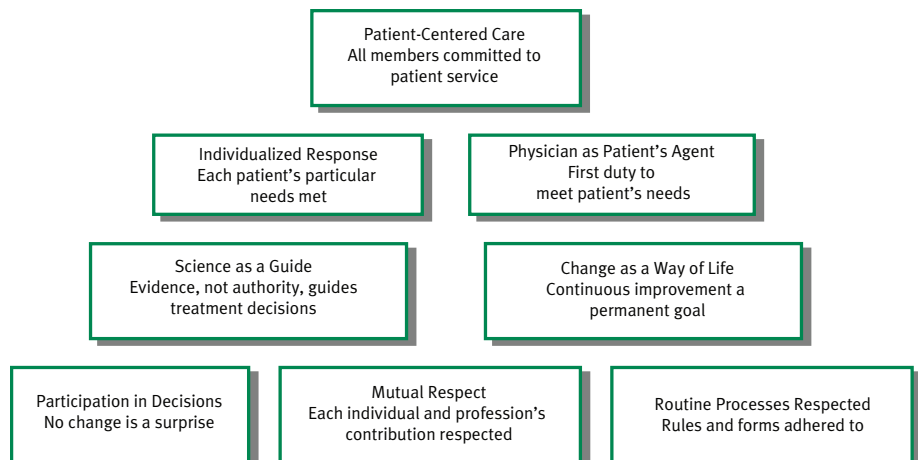 Patient-Centered Care
All members committed to
patient service
Individualized Response
Each patient's particular
needs met
Physician as Patient's Agent
First duty to
meet patient's needs
Science as a Guide
Evidence, not authority, guides
treatment decisions
Change as a Way of Life
Continuous improvement a
permanent goal
Participation in Decisions
No change is a surprise
Mutual Respect
Each individual and profession's
contribution respected
Routine Processes Respected
Rules and forms adhered to